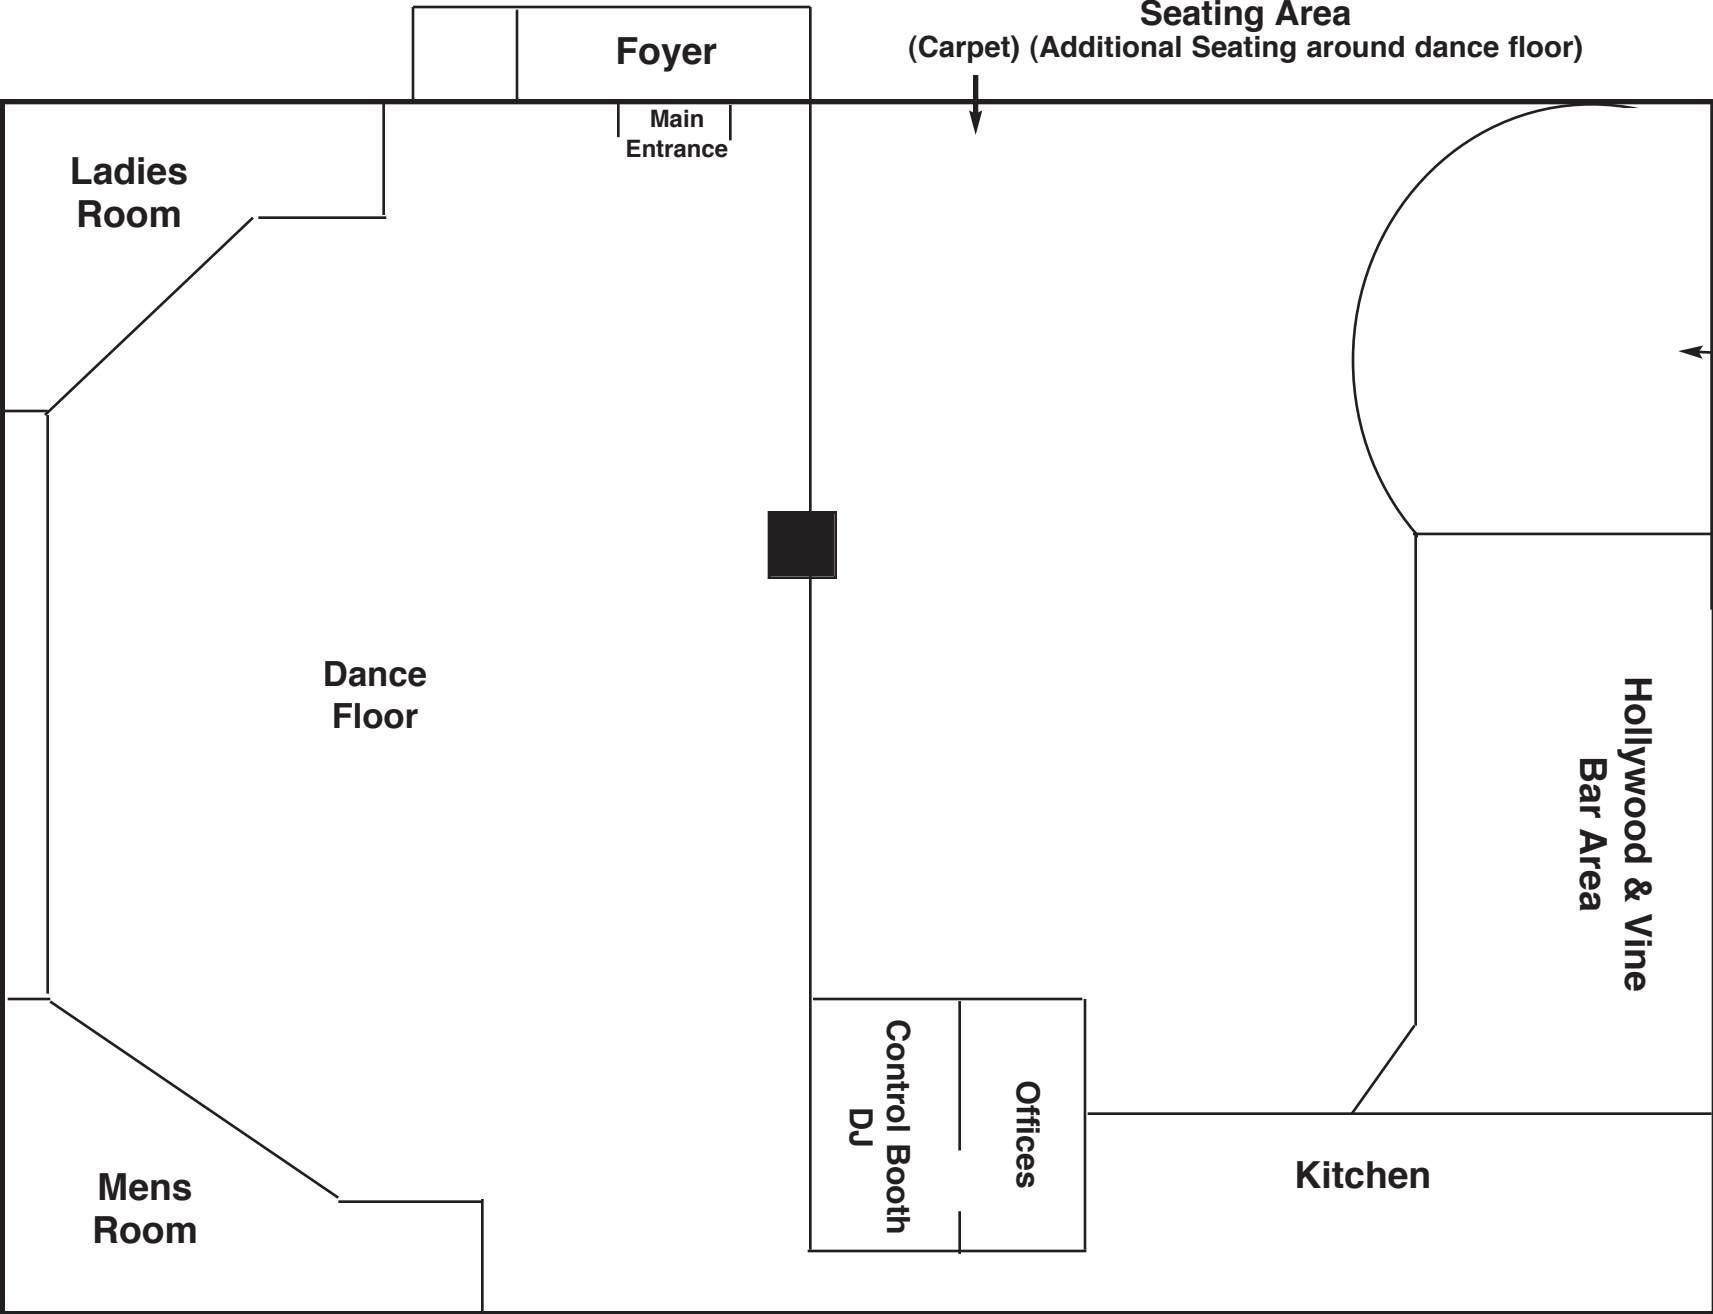 Seating Area
(Carpet) (Additional Seating around dance floor)
Foyer
Main
Entrance
Ladies
Room
Dance
Floor
Hollywood & Vine
Bar Area
Control Booth
DJ
Offices
Kitchen
Mens
Room